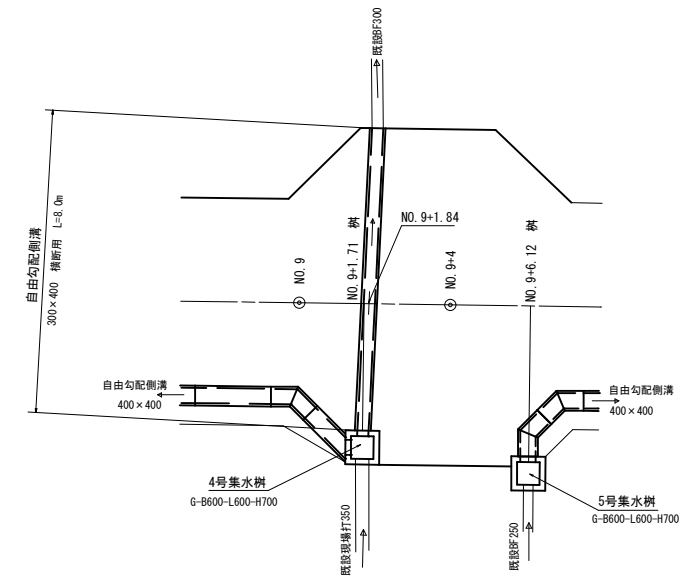 既設BF300
自由勾配側溝
300×400 横断用 L=8.0m
NO.9
NO.9+1.71 桝
NO.9+1.84
NO.9+4
NO.9+6.12 桝
自由勾配側溝
400×400
自由勾配側溝
400×400
4号集水桝
G-B600-L600-H700
既設現場打350
既設BF250
5号集水桝
G-B600-L600-H700